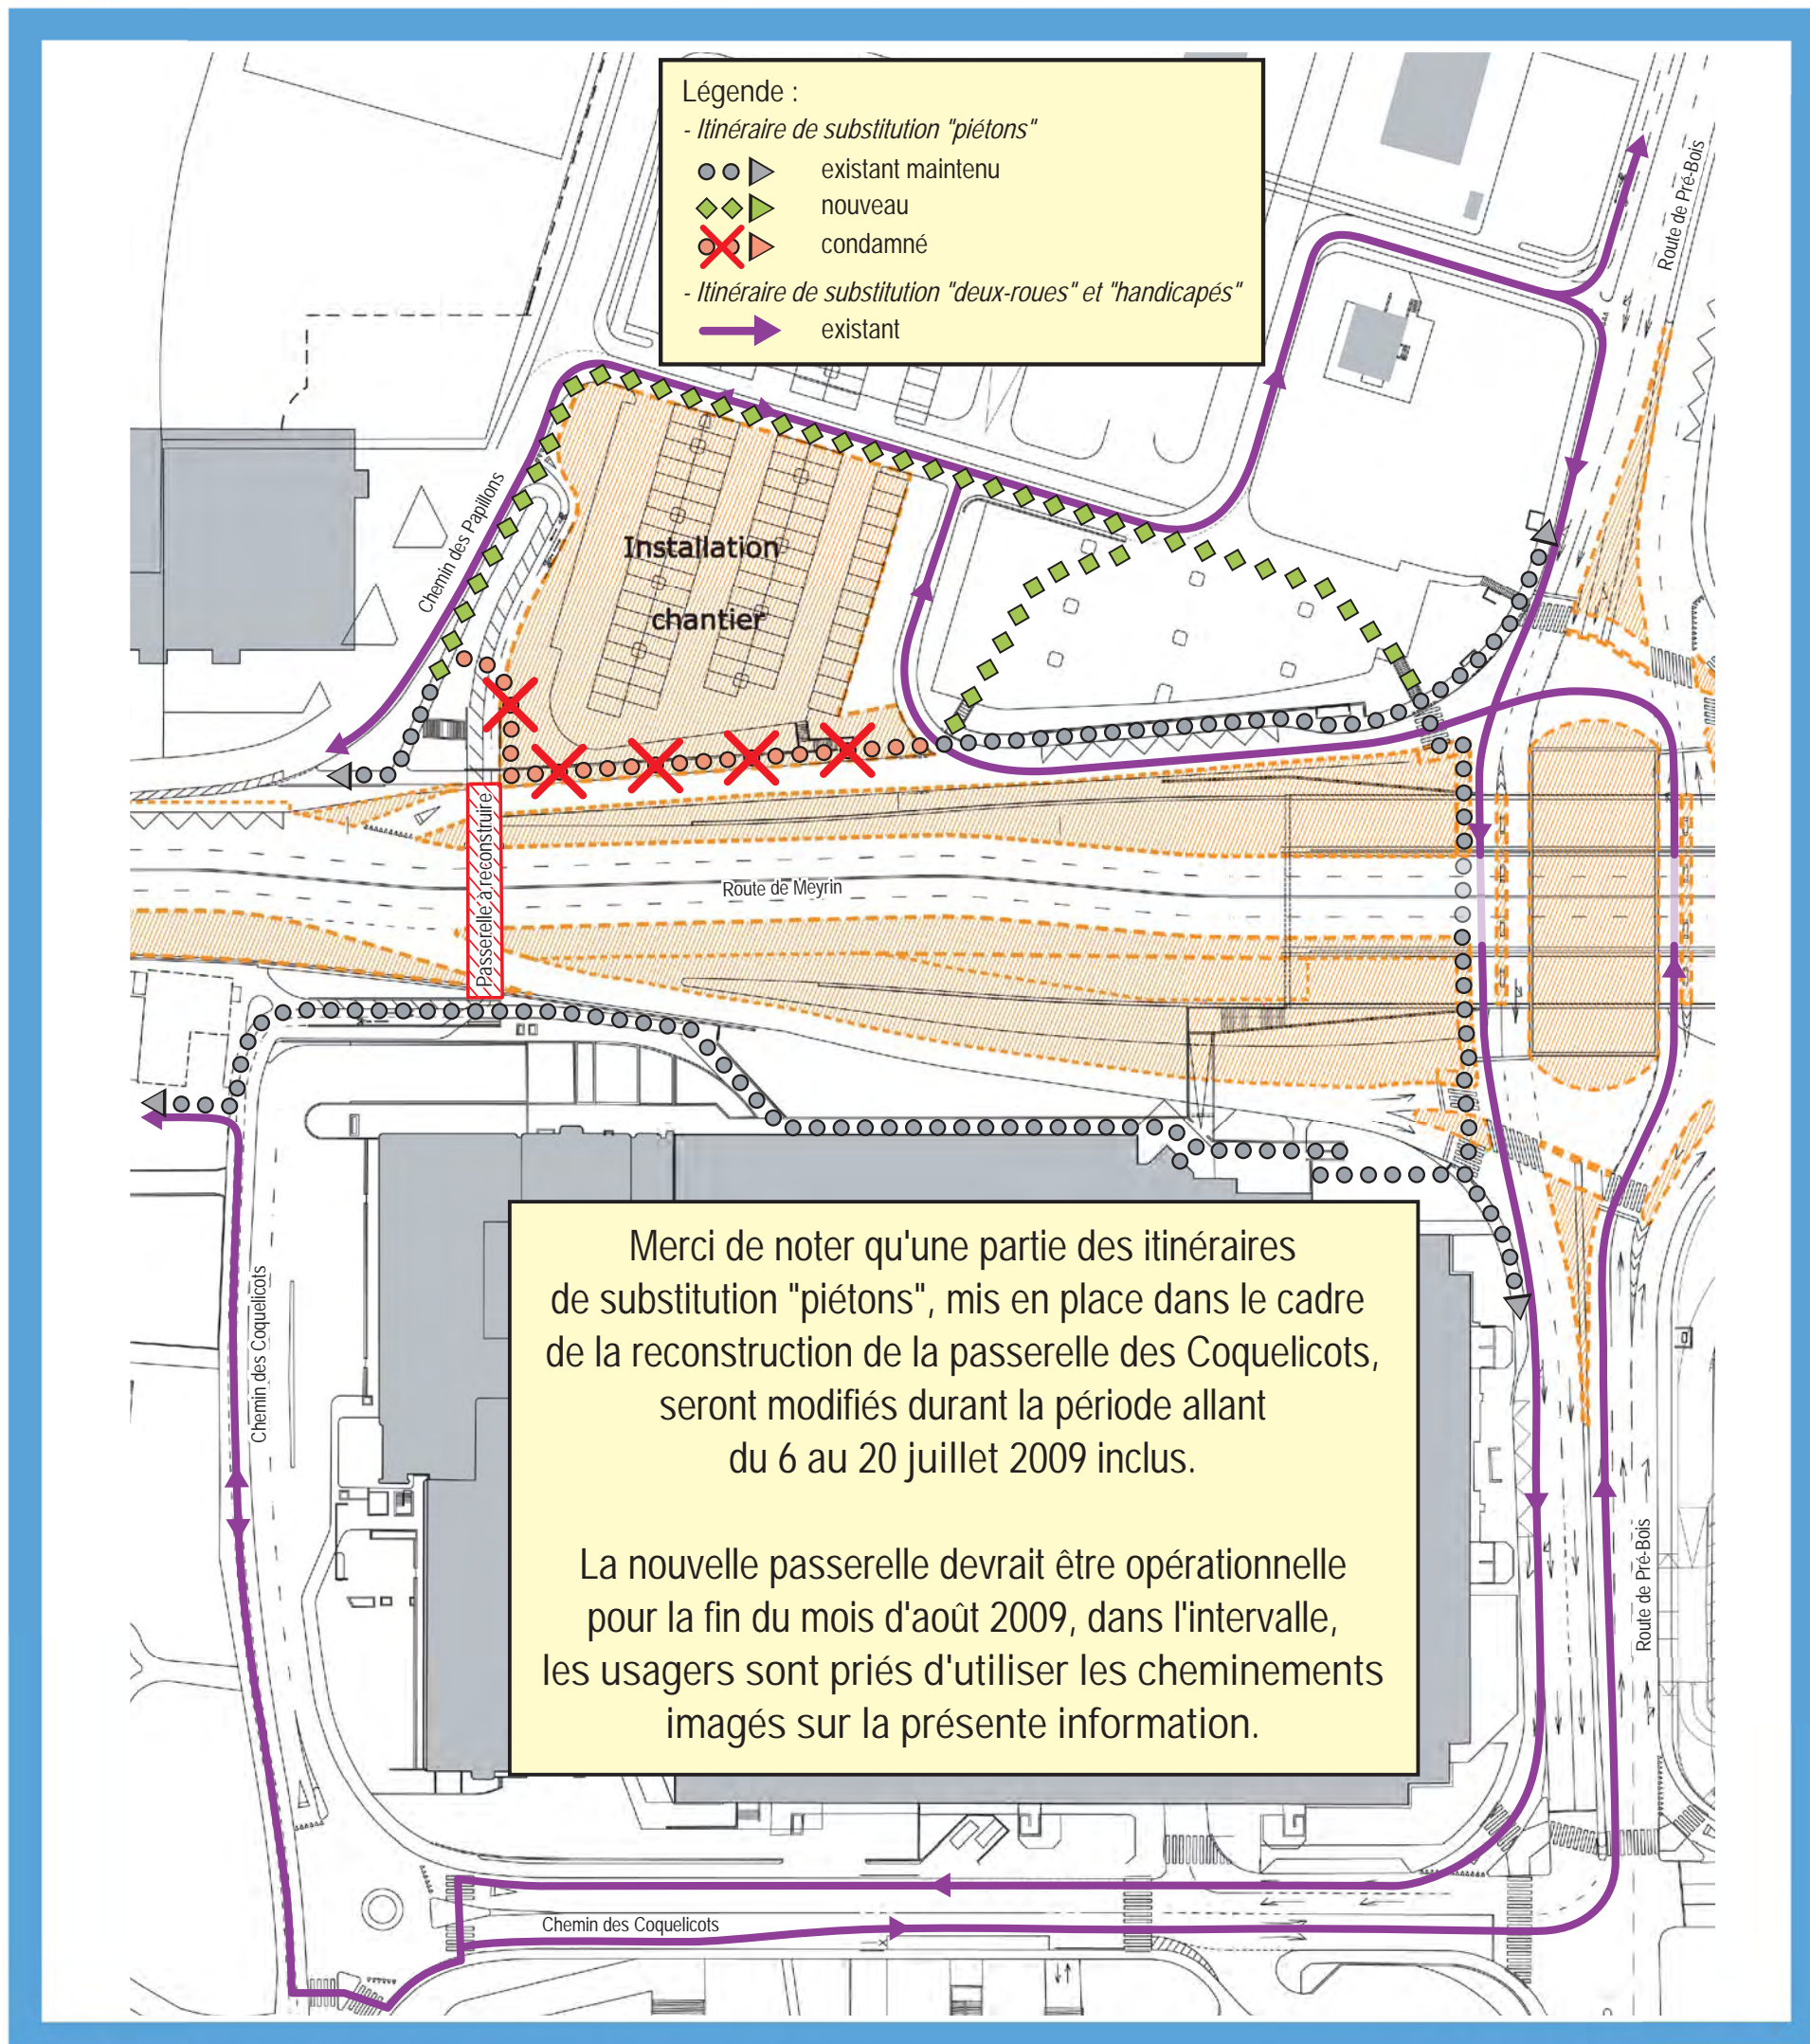 Légende :
- Itinéraire de substitution "piétons"
existant maintenu
nouveau
condamné
- Itinéraire de substitution "deux-roues" et "handicapés"
existant
Route de Pré-Bois
Chemin des Papillons
Installation
chantier
Passerelle à reconstruire
Route de Meyrin
Chemin des Coquelicots
Merci de noter qu'une partie des itinéraires
de substitution "piétons", mis en place dans le cadre
de la reconstruction de la passerelle des Coquelicots,
seront modifiés durant la période allant
du 6 au 20 juillet 2009 inclus.
La nouvelle passerelle devrait être opérationnelle
pour la fin du mois d'août 2009, dans l'intervalle,
les usagers sont priés d'utiliser les cheminements
imagés sur la présente information.
Route de Pré-Bois
Chemin des Coquelicots